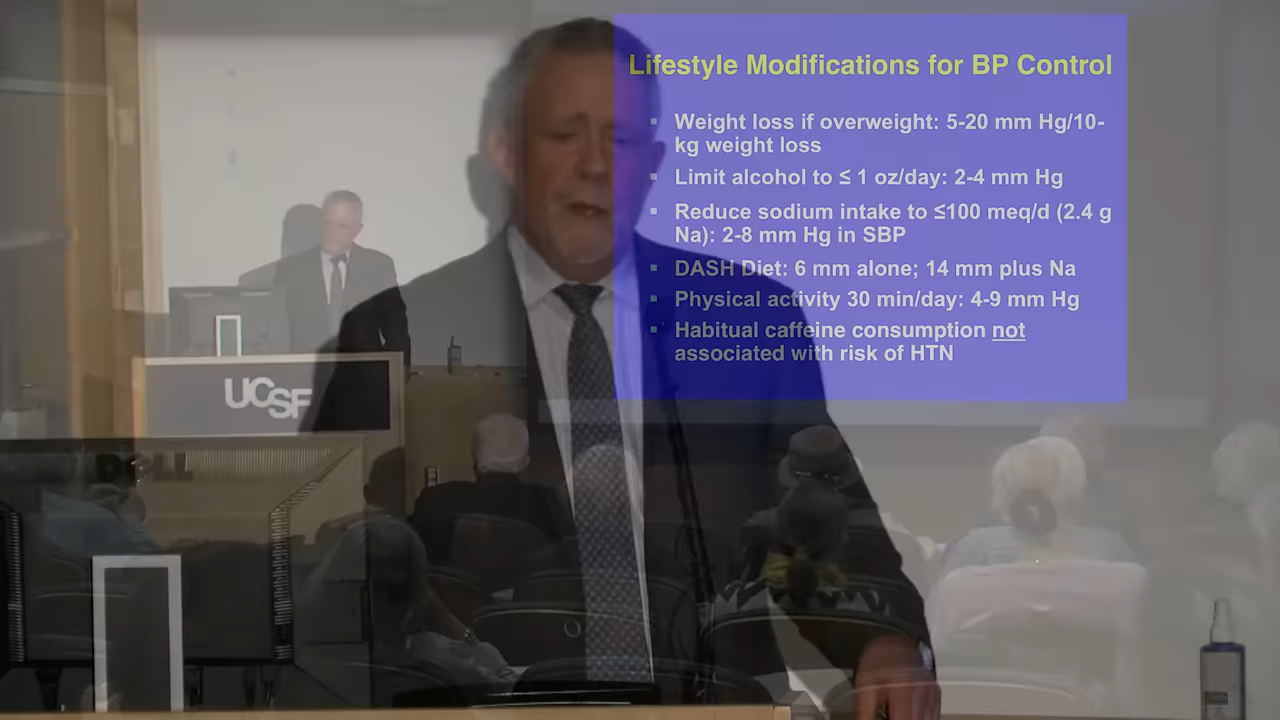 Lifestyle Modifications for BP Control
▪ Weight loss if overweight: 5-20 mm Hg/10-
kg weight loss
▪ Limit alcohol to ≤ 1 oz/day: 2-4 mm Hg
▪ Reduce sodium intake to ≤100 meq/d (2.4 g
Na): 2-8 mm Hg in SBP
▪ DASH Diet: 6 mm alone; 14 mm plus Na
▪ Physical activity 30 min/day: 4-9 mm Hg
▪ Habitual caffeine consumption not
associated with risk of HTN
UCSF
DELL